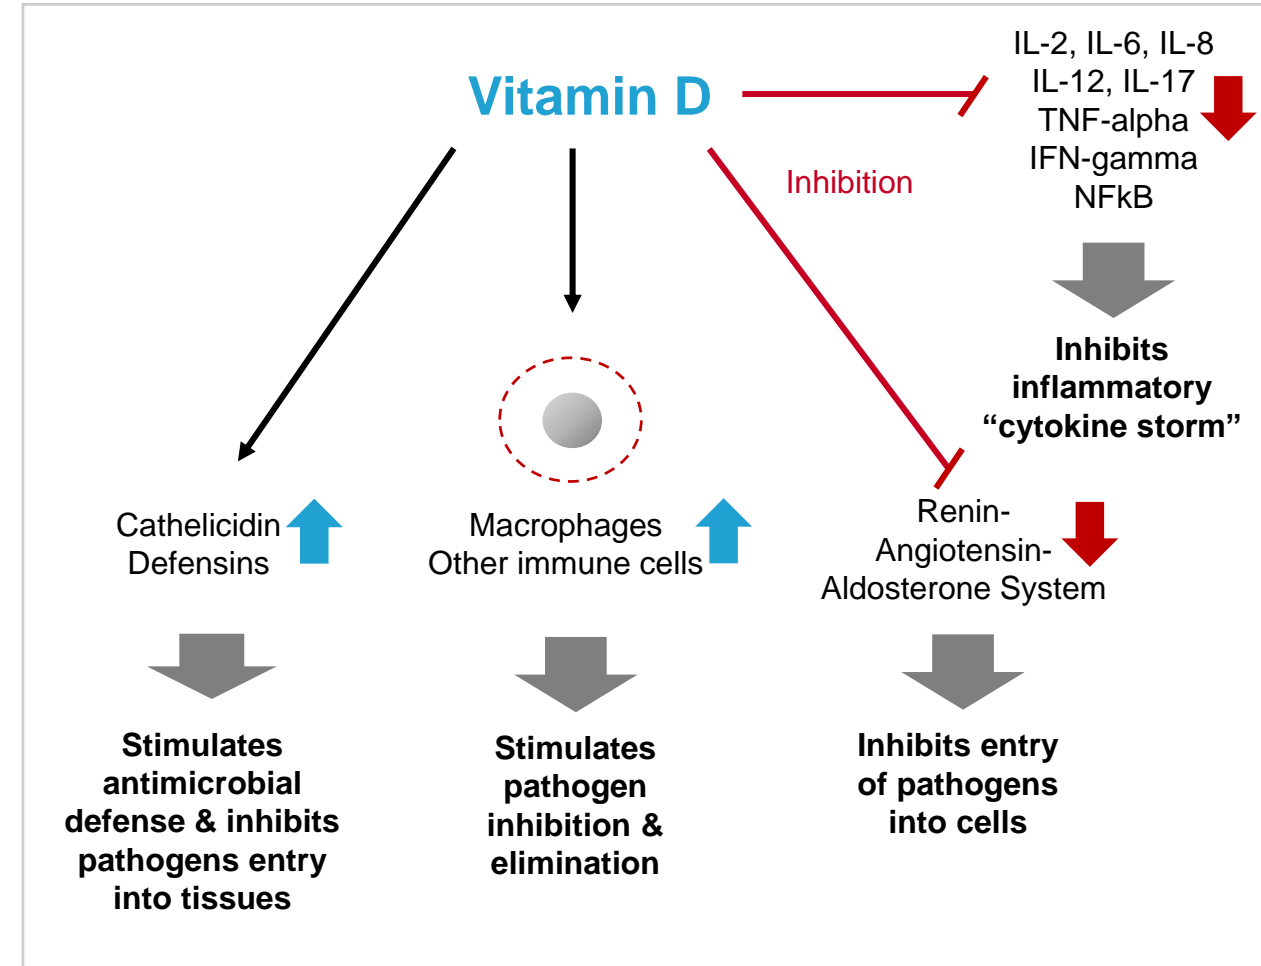 Vitamin D
IL-2, IL-6, IL-8
IL-12, IL-17
TNF-alpha
IFN-gamma
NFkB
Inhibition
Inhibits
inflammatory
“cytokine storm”
Cathelicidin
Defensins
Macrophages
Other immune cells
Renin-
Angiotensin-
Aldosterone System
Stimulates
antimicrobial
defense & inhibits
pathogens entry
into tissues
Stimulates
pathogen
inhibition &
elimination
Inhibits entry
of pathogens
into cells